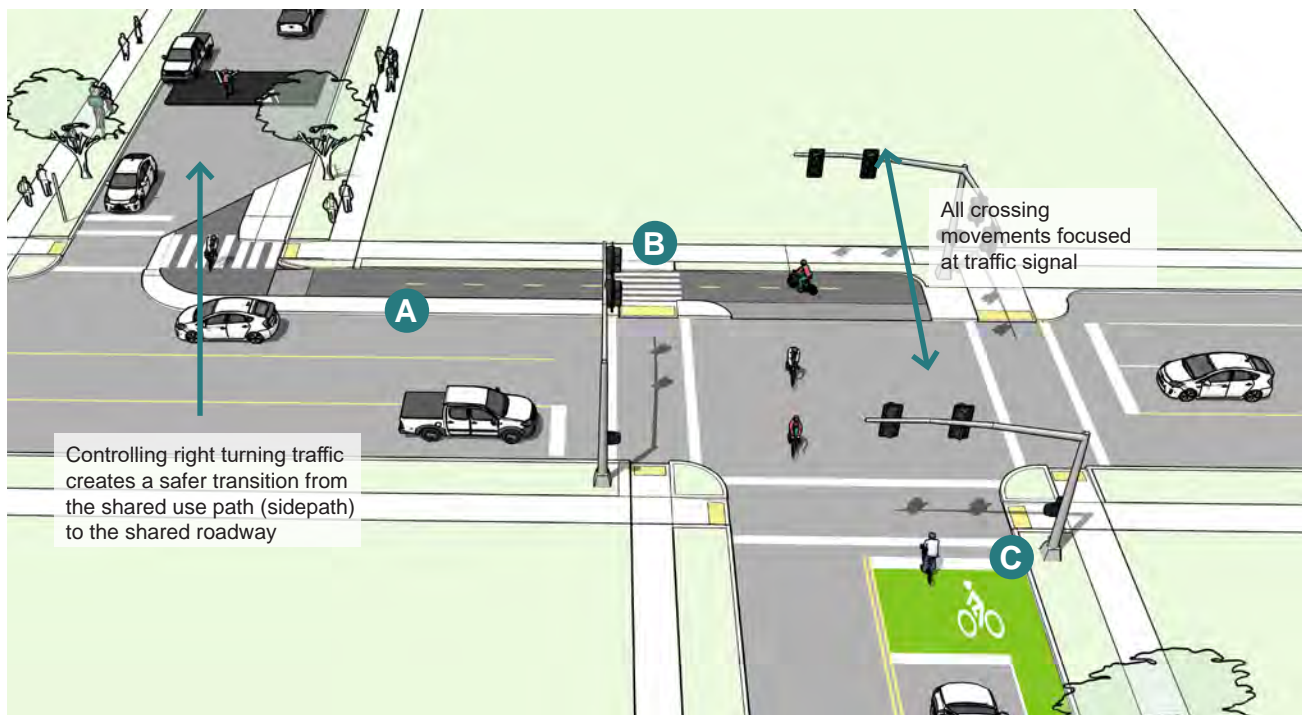 B
All crossing
movements focused
at traffic signal
A
Controlling right turning traffic
creates a safer transition from
the shared use path (sidepath)
to the shared roadway
C